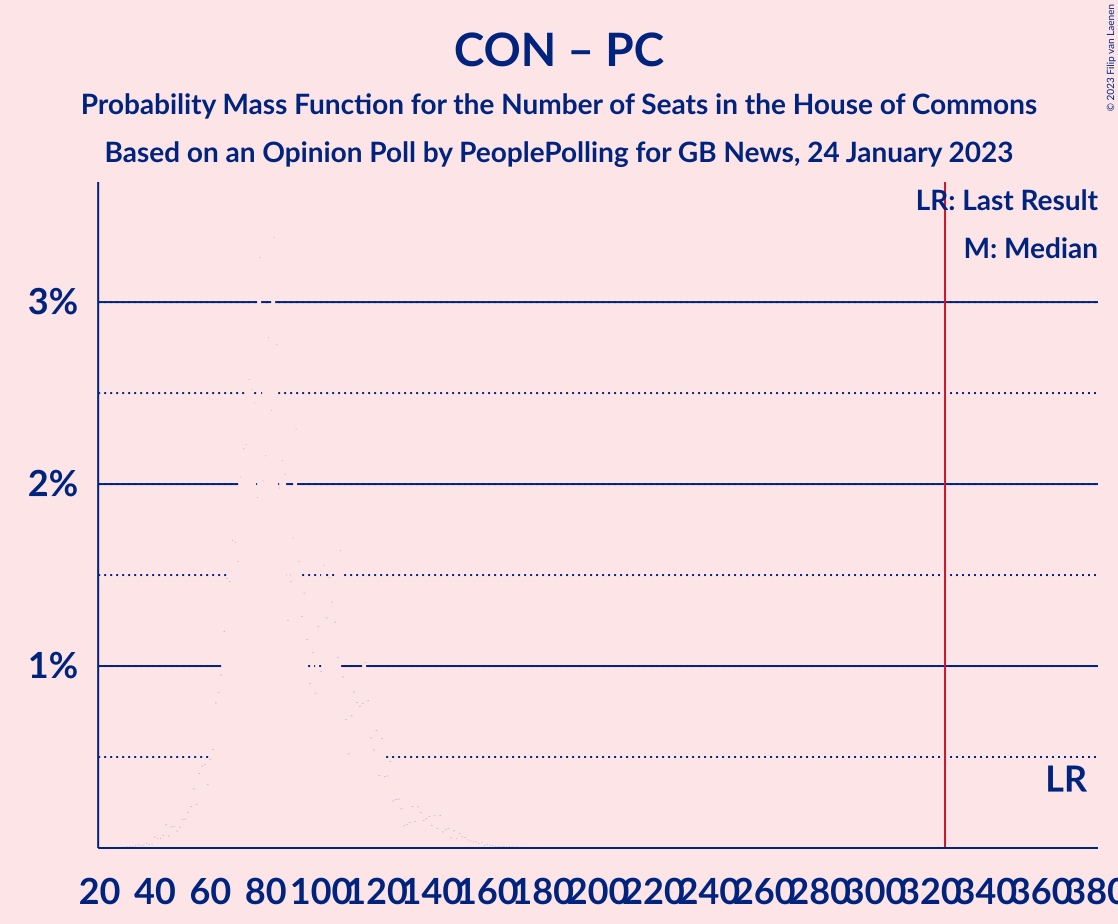 CON – PC
Probability Mass Function for the Number of Seats in the House of Commons
Based on an Opinion Poll by PeoplePolling for GB News, 24 January 2023
© 2023 Filip van Laenen
LR: Last Result
M: Median
3%
2%
1%
LR
20 40 60 80 100 120 140 160 180 200 220 240 260 280 300 320 340 360 380